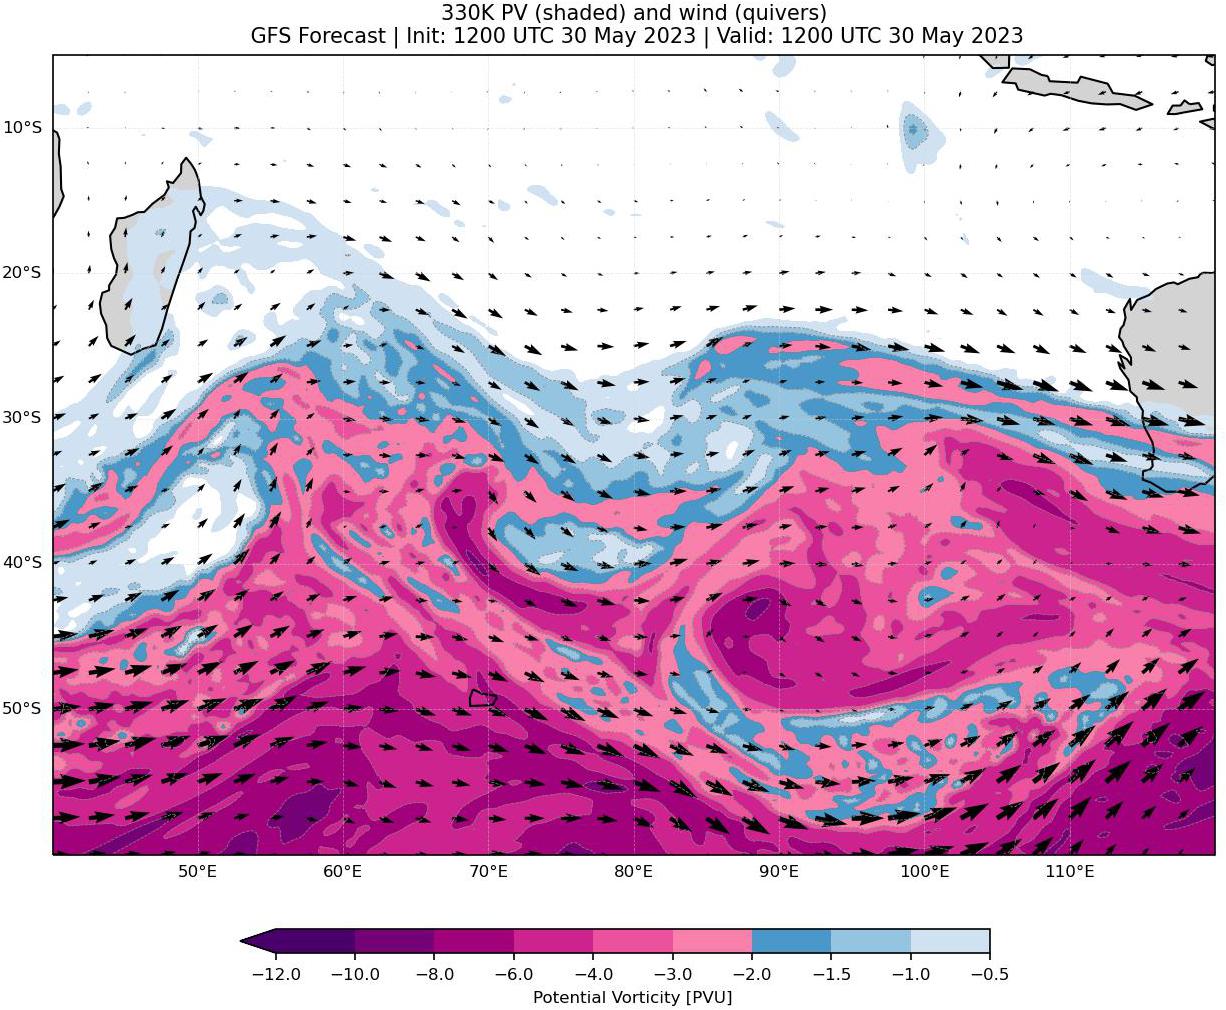 330K PV (shaded) and wind (quivers)
GFS Forecast | Init: 1200 UTC 30 May 2023 | Valid: 1200 UTC 30 May 2023
10°S
20°S
30°S
40°S
50°S
50°E 60°E 70°E 80°E 90°E 100°E 110°E
−12.0 −10.0 −8.0 −6.0 −4.0 −3.0 −2.0 −1.5 −1.0 −0.5
Potential Vorticity [PVU]